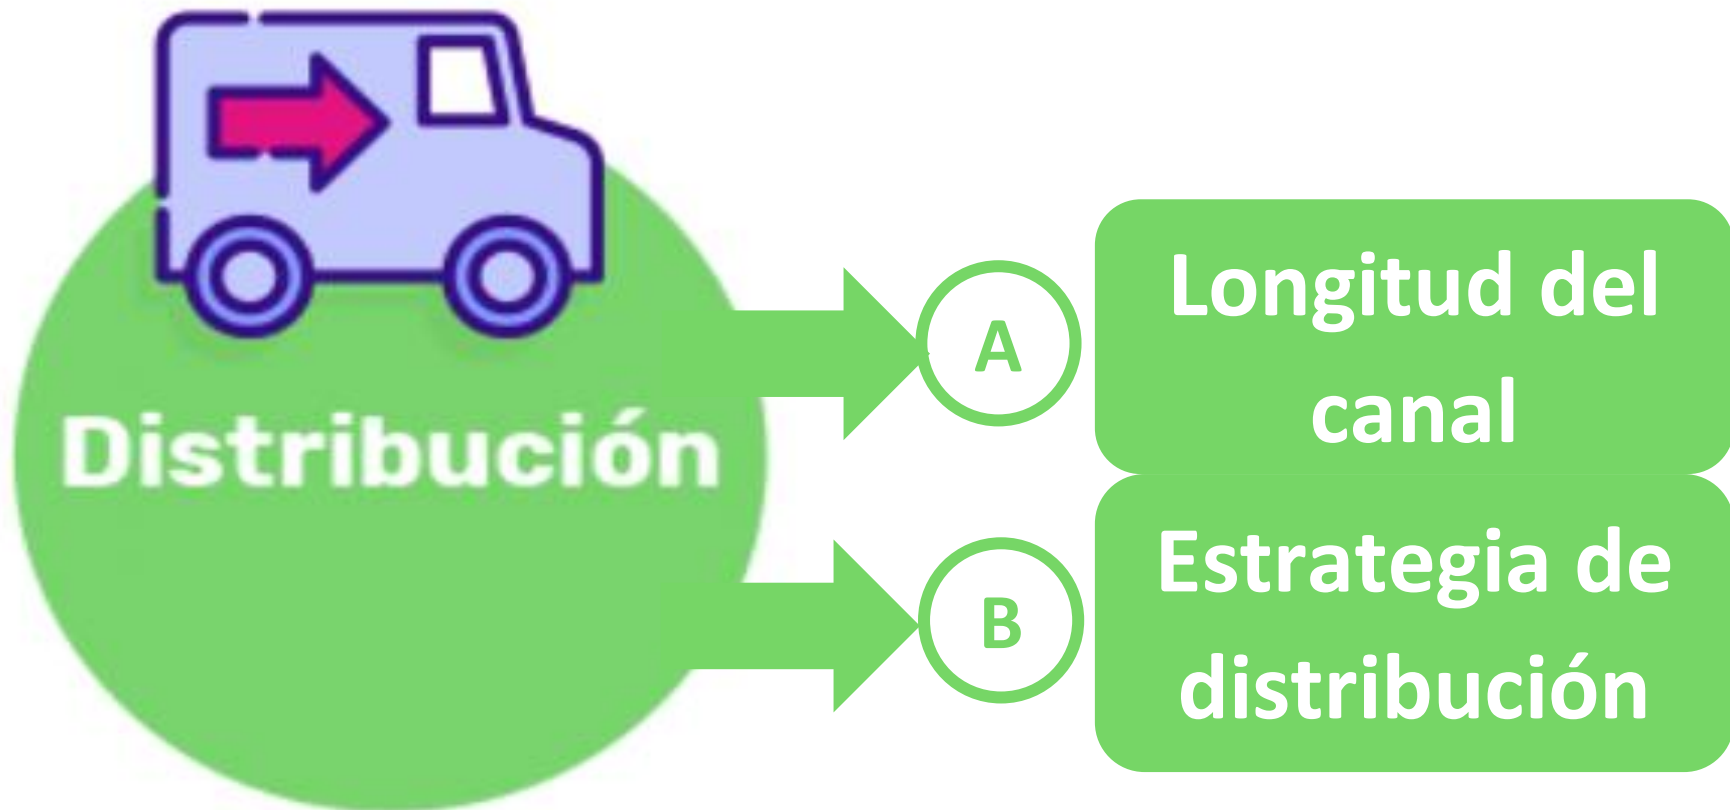 Distribución
A
Longitud del
canal
B
Estrategia de
distribución